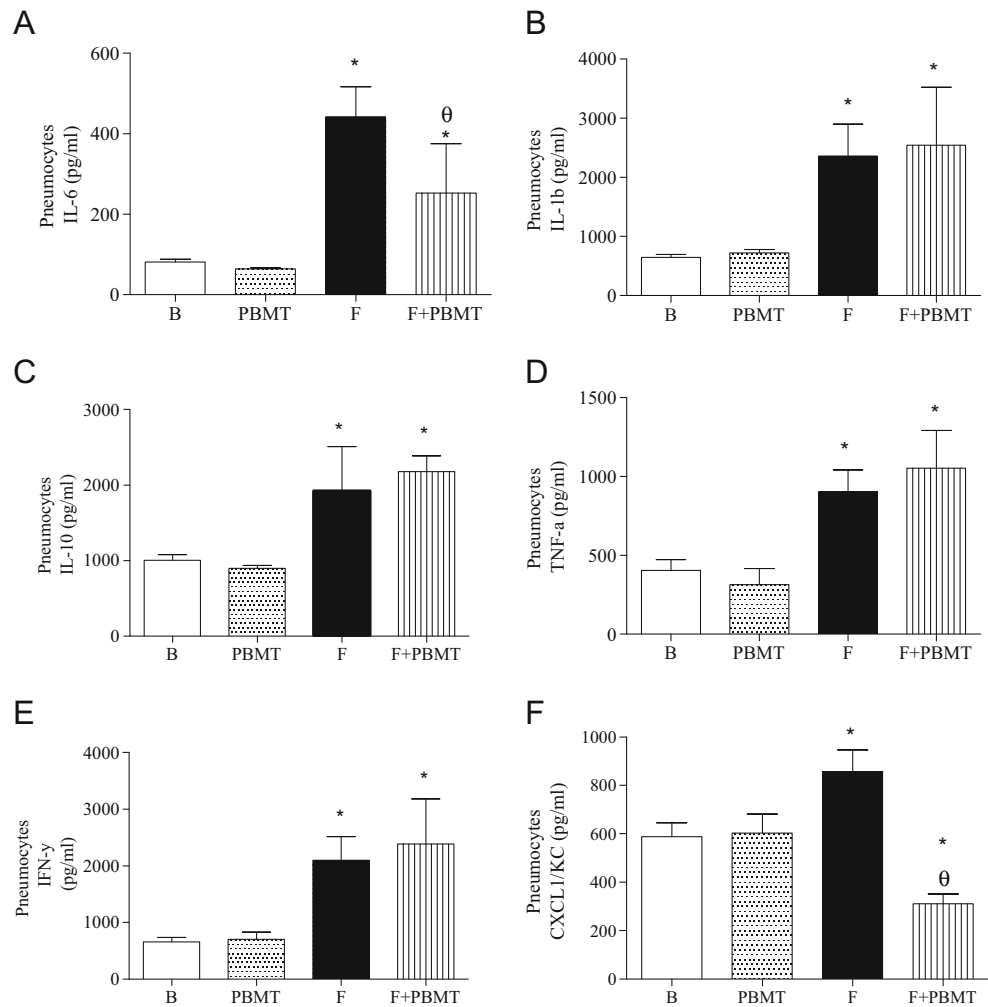 A
Pneumocytes
IL-6 (pg/ml)
600
400
200
0
*
θ
*
B
PBMT
F
F+PBMT
B
Pneumocytes
IL-1b (pg/ml)
4000
3000
2000
1000
0
*
*
B
PBMT
F
F+PBMT
C
Pneumocytes
IL-10 (pg/ml)
3000
2000
1000
0
*
*
B
PBMT
F
F+PBMT
D
Pneumocytes
TNF-a (pg/ml)
1500
1000
500
0
*
*
B
PBMT
F
F+PBMT
E
Pneumocytes
IFN-y
(pg/ml)
4000
3000
2000
1000
0
*
*
B
PBMT
F
F+PBMT
F
Pneumocytes
CXCL1/KC (pg/ml)
1000
800
600
400
200
0
*
*
θ
B
PBMT
F
F+PBMT